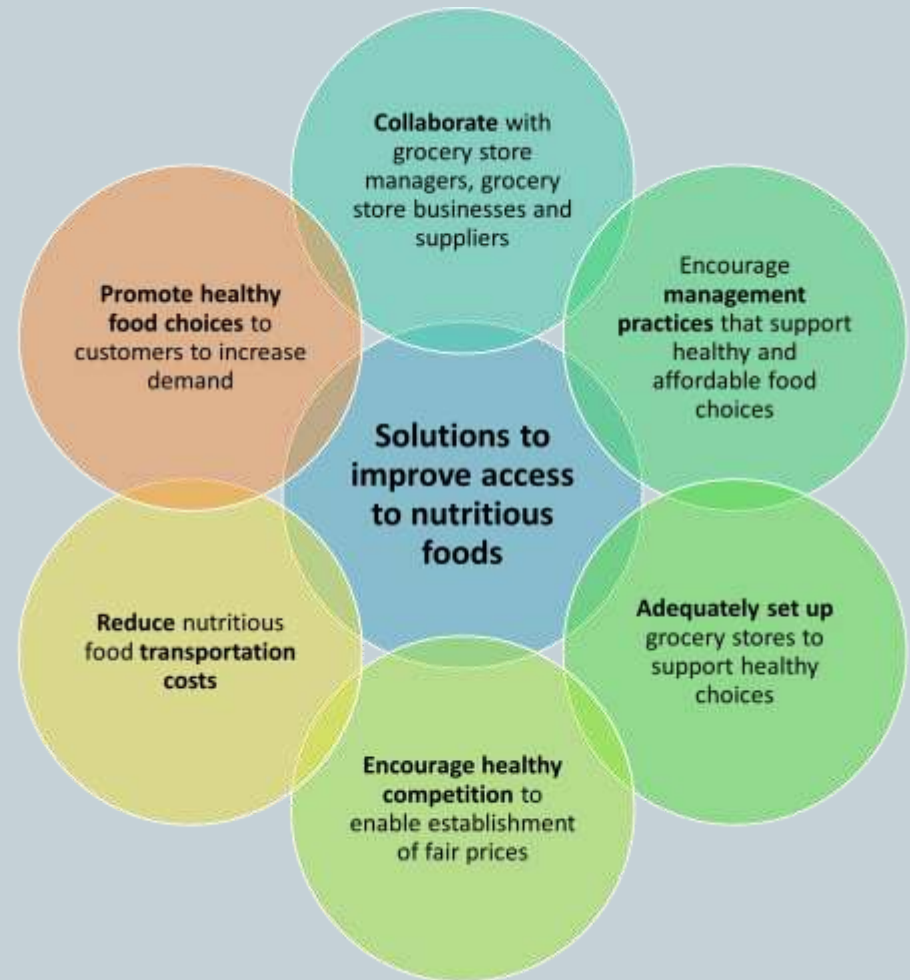 Collaborate with
grocery store
managers, grocery
store businesses and
suppliers
Encourage
management
practices that support
healthy and
affordable food
choices
Adequately set up
grocery stores to
support healthy
choices
Encourage healthy
competition to
enable establishment
of fair prices
Reduce nutritious
food transportation
costs
Promote healthy
food choices to
customers to increase
demand
Solutions to
improve access
to nutritious
foods